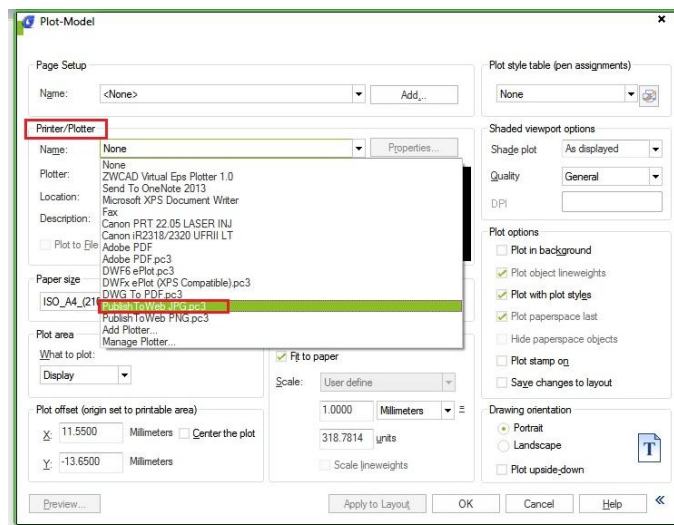 Plot-Model
Page Setup
Name: <None> Add...
Printer/Plotter
Name: None Properties...
None
ZWCAD Virtual Eps Plotter 1.0
Send To OneNote 2013
Microsoft XPS Document Writer
Fax
Canon PRT 22.05 LASER INJ
Canon iR2318/2320 UFRII LT
Adobe PDF
Adobe PDF.pc3
DWF6 ePlot.pc3
DWFx ePlot (XPS Compatible).pc3
DWG To PDF.pc3
PublishToWeb JPG.pc3
PublishToWeb PNG.pc3
Add Plotter...
Manage Plotter...
Plotter:
Location:
Description:
Plot to File
Paper size
ISO_A4_(210
Plot area
What to plot:
Display
Fit to paper
Scale: User define
1.0000 Millimeters =
318.7814 units
Scale lineweights
Plot offset (origin set to printable area)
X: 11.5500 Millimeters Center the plot
Y: -13.6500 Millimeters
Plot style table (pen assignments)
None
Shaded viewport options
Shade plot As displayed
Quality General
DPI
Plot options
Plot in background
Plot object lineweights
Plot with plot styles
Plot paperspace last
Hide paperspace objects
Plot stamp on
Save changes to layout
Drawing orientation
Portrait
Landscape
Plot upside-down
T
Preview... Apply to Layout OK Cancel Help